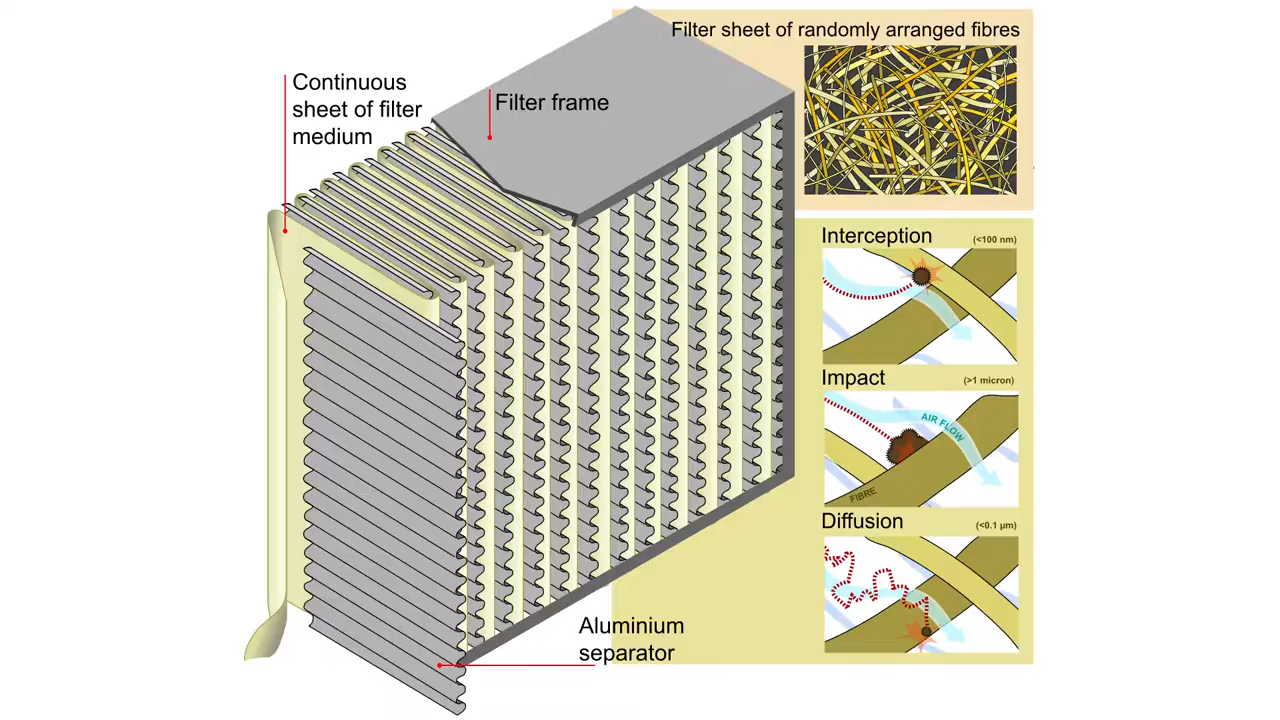 Filter sheet of randomly arranged fibres
Continuous
sheet of filter
medium
Filter frame
Interception
(<100 nm)
Impact
(>1 micron)
AIR FLOW
FIBRE
Diffusion
(<0.1 µm)
Aluminium
separator